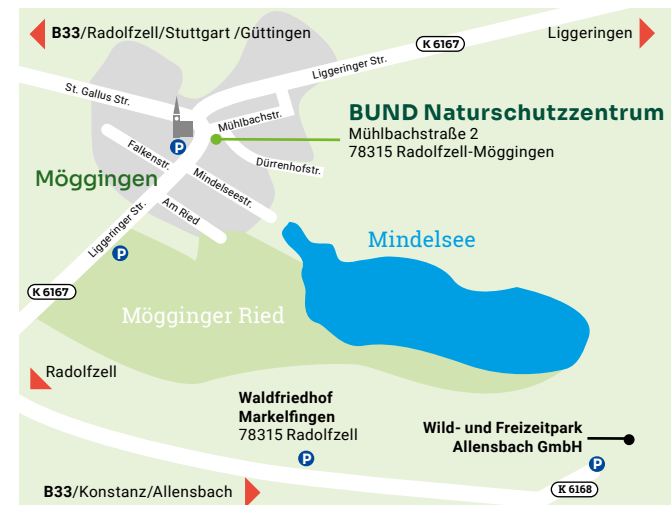 B33/Radolfzell/Stuttgart /Güttingen
K 6167
Liggeringen
Liggeringer Str.
St. Gallus Str.
BUND Naturschutzzentrum
Mühlbachstraße 2
78315 Radolfzell-Möggingen
Mühlbachstr.
P
Falkenstr.
Dürrenhofstr.
Möggingen
Mindelseestr.
Am Ried
Liggeringer Str.
P
Mindelsee
K 6167
Mögginger Ried
Radolfzell
Waldfriedhof
Markelfingen
78315 Radolfzell
P
Wild- und Freizeitpark
Allensbach GmbH
P
K 6168
B33/Konstanz/Allensbach